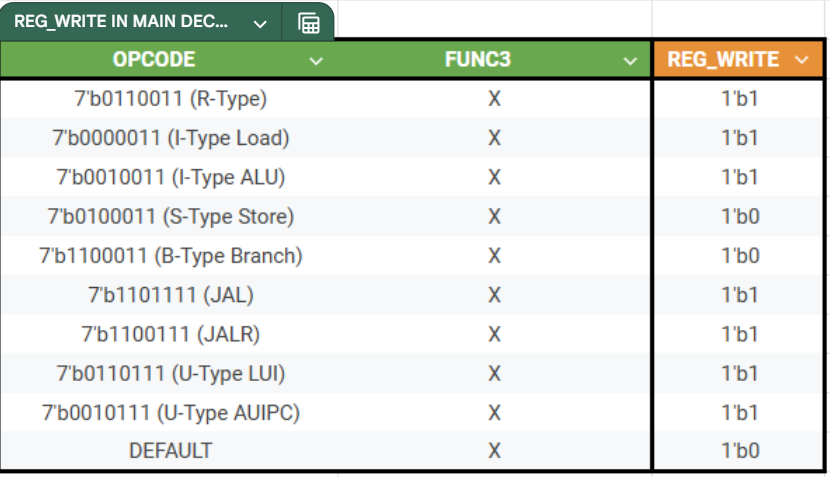 REG_WRITE IN MAIN DEC...
OPCODE FUNC3 REG_WRITE
7'b0110011 (R-Type) X 1'b1
7'b0000011 (I-Type Load) X 1'b1
7'b0010011 (I-Type ALU) X 1'b1
7'b0100011 (S-Type Store) X 1'b0
7'b1100011 (B-Type Branch) X 1'b0
7'b1101111 (JAL) X 1'b1
7'b1100111 (JALR) X 1'b1
7'b0110111 (U-Type LUI) X 1'b1
7'b0010111 (U-Type AUIPC) X 1'b1
DEFAULT X 1'b0